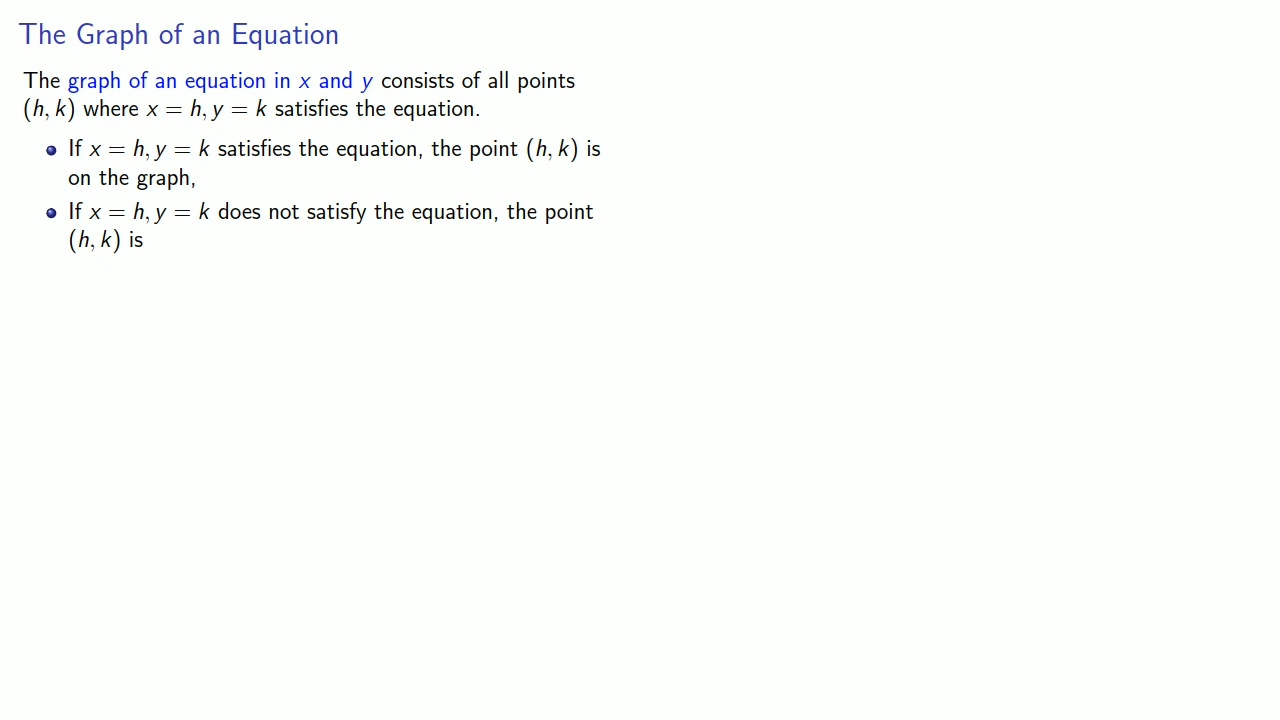 The Graph of an Equation
The graph of an equation in x and y consists of all points
(h, k) where x = h, y = k satisfies the equation.
If x = h, y = k satisfies the equation, the point (h, k) is
on the graph,
If x = h, y = k does not satisfy the equation, the point
(h, k) is